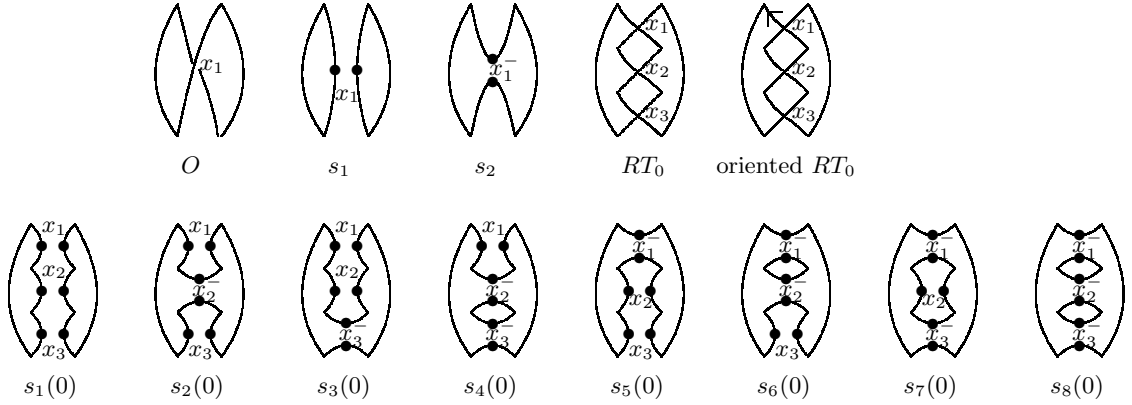 x₁ x₁
x₂ x₂
x₃ x₃
x₁ x₁ x₁⁻
O s₁ s₂ RT₀ oriented RT₀
x₁ x₁ x₁ x₁ x₁⁻ x₁⁻ x₁⁻ x₁⁻
x₂ x₂⁻ x₂ x₂⁻ x₂ x₂⁻ x₂ x₂⁻
x₃ x₃ x₃⁻ x₃⁻ x₃ x₃ x₃⁻ x₃⁻
s₁(0) s₂(0) s₃(0) s₄(0) s₅(0) s₆(0) s₇(0) s₈(0)